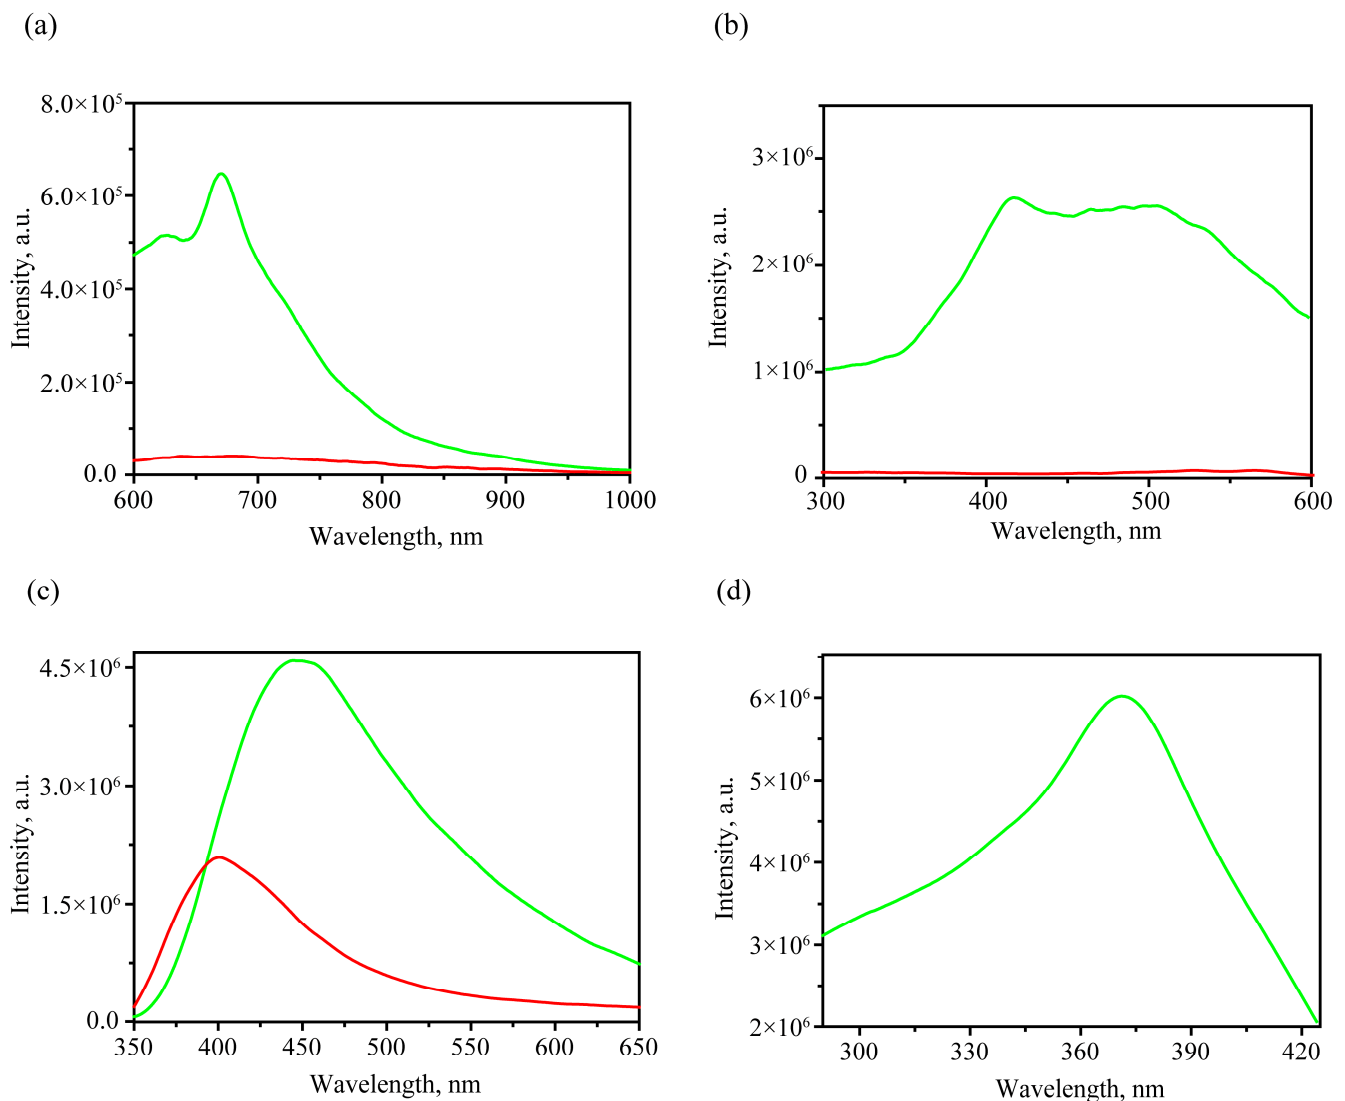 (a)
8.0×10⁵
6.0×10⁵
4.0×10⁵
2.0×10⁵
0.0
Intensity, a.u.
600 700 800 900 1000
Wavelength, nm
(b)
3×10⁶
2×10⁶
1×10⁶
0
Intensity, a.u.
300 400 500 600
Wavelength, nm
(c)
4.5×10⁶
3.0×10⁶
1.5×10⁶
0.0
Intensity, a.u.
350 400 450 500 550 600 650
Wavelength, nm
(d)
6×10⁶
5×10⁶
4×10⁶
3×10⁶
2×10⁶
Intensity, a.u.
300 330 360 390 420
Wavelength, nm